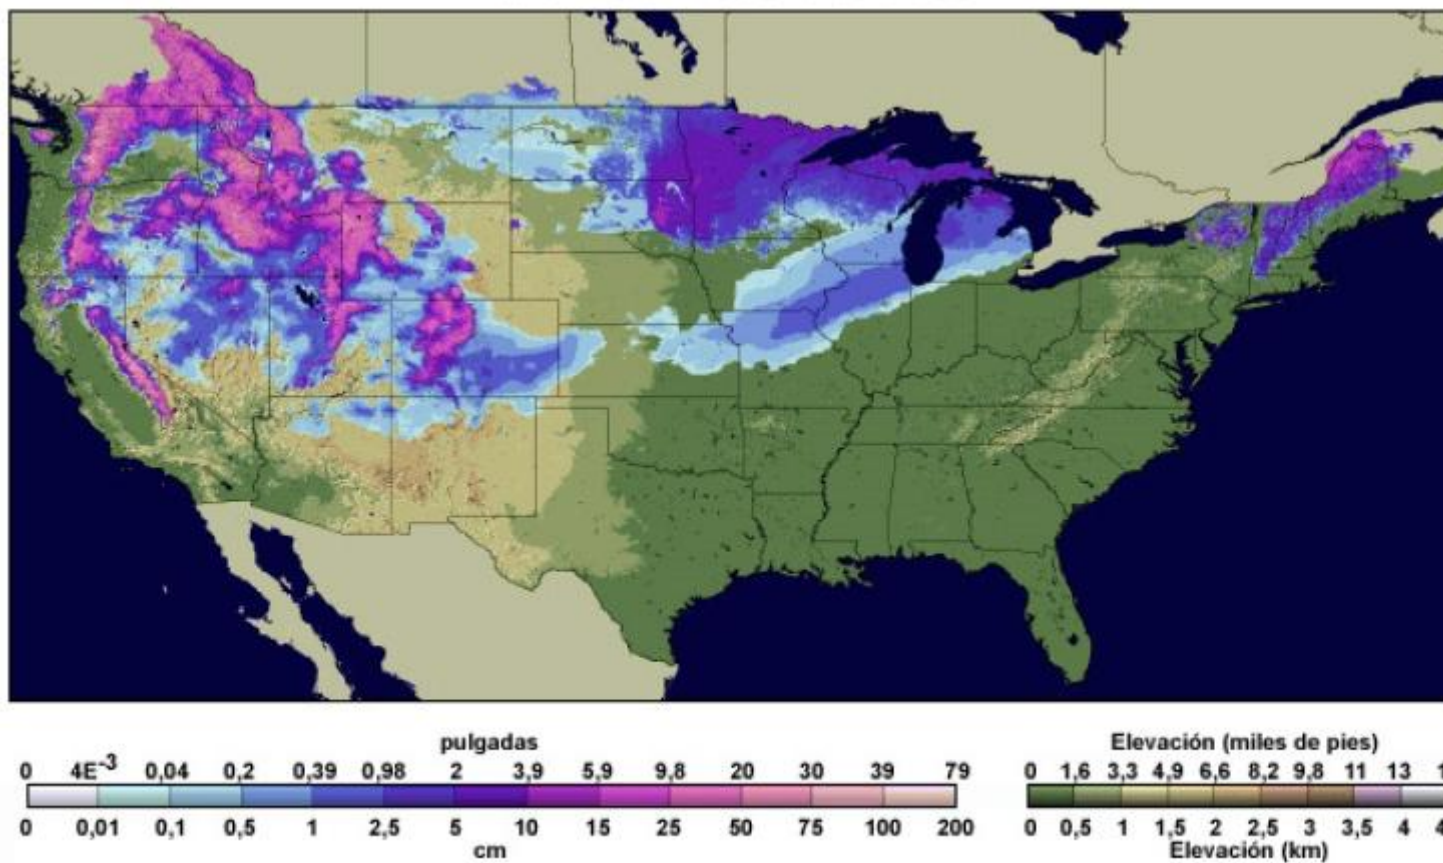 pulgadas
0 4E-3 0,04 0,2 0,39 0,98 2 3,9 5,9 9,8 20 30 39 79
0 0,01 0,1 0,5 1 2,5 5 10 15 25 50 75 100 200
cm
Elevación (miles de pies)
0 1,6 3,3 4,9 6,6 8,2 9,8 11 13
0 0,5 1 1,5 2 2,5 3 3,5 4
Elevación (km)